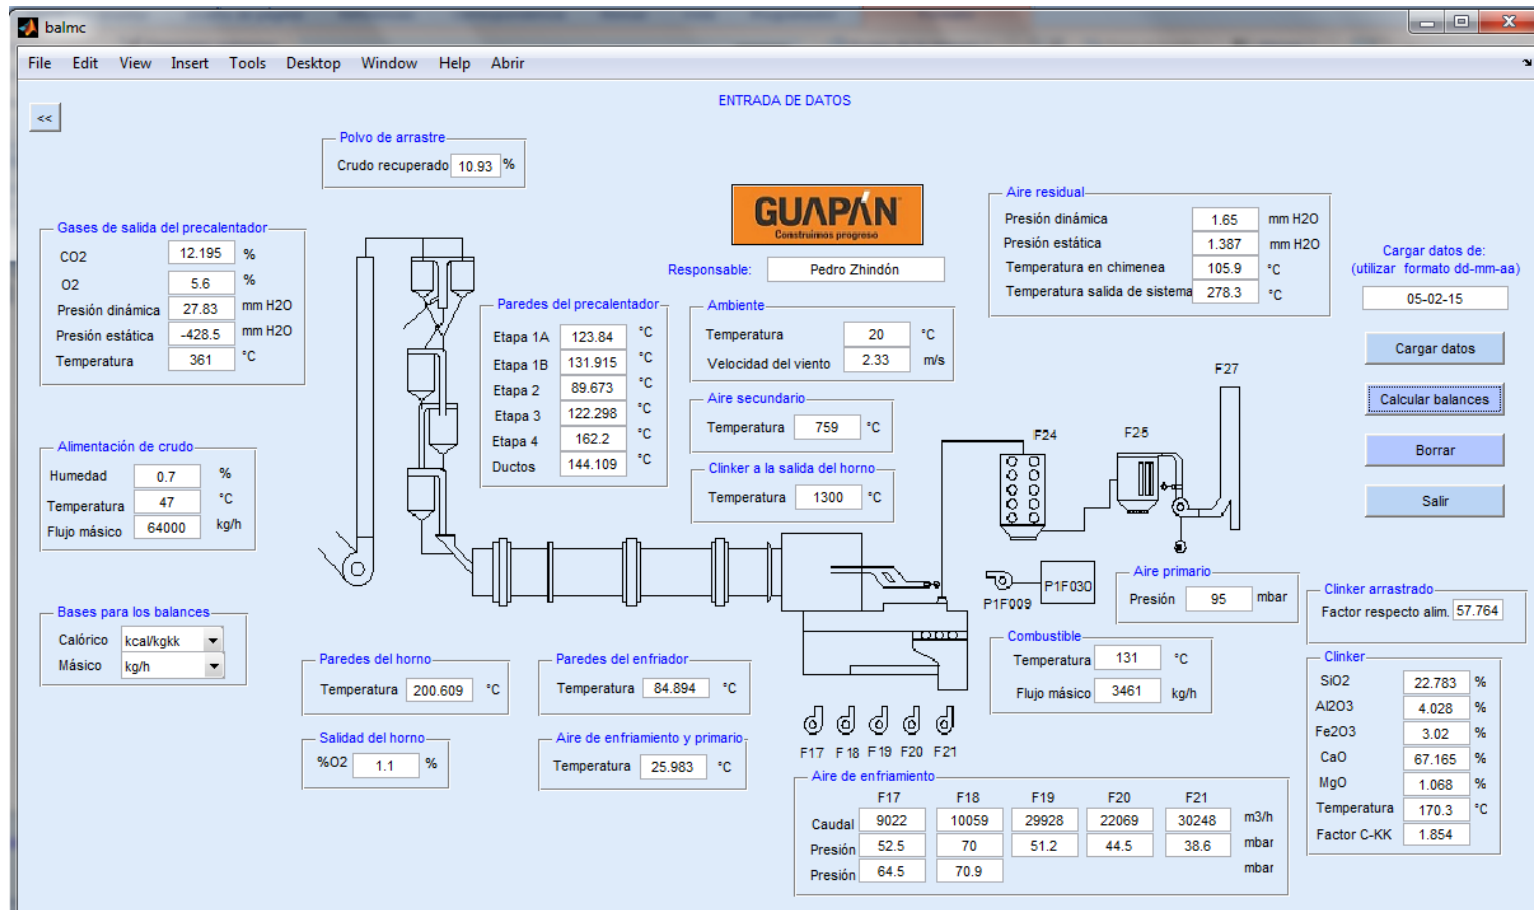 balmc
File Edit View Insert Tools Desktop Window Help Abrir
ENTRADA DE DATOS
<<
Polvo de arrastre
Crudo recuperado 10.93 %
GUAPÁN
Construimos progreso
Responsable: Pedro Zhindón
Gases de salida del precalentador
CO2 12.195 %
O2 5.6 %
Presión dinámica 27.83 mm H2O
Presión estática -428.5 mm H2O
Temperatura 361 °C
Alimentación de crudo
Humedad 0.7 %
Temperatura 47 °C
Flujo másico 64000 kg/h
Bases para los balances
Calórico kcal/kgkk
Másico kg/h
Paredes del precalentador
Etapa 1A 123.84 °C
Etapa 1B 131.915 °C
Etapa 2 89.673 °C
Etapa 3 122.298 °C
Etapa 4 162.2 °C
Ductos 144.109 °C
Ambiente
Temperatura 20 °C
Velocidad del viento 2.33 m/s
Aire secundario
Temperatura 759 °C
Clinker a la salida del horno
Temperatura 1300 °C
Aire residual
Presión dinámica 1.65 mm H2O
Presión estática 1.387 mm H2O
Temperatura en chimenea 105.9 °C
Temperatura salida de sistema 278.3 °C
Cargar datos de:
(utilizar formato dd-mm-aa)
05-02-15
Cargar datos
Calcular balances
Borrar
Salir
F24 F25 F27
P1F009 P1F030
Aire primario
Presión 95 mbar
Combustible
Temperatura 131 °C
Flujo másico 3461 kg/h
Clinker arrastrado
Factor respecto alim. 57.764
Clinker
SiO2 22.783 %
Al2O3 4.028 %
Fe2O3 3.02 %
CaO 67.165 %
MgO 1.068 %
Temperatura 170.3 °C
Factor C-KK 1.854
Paredes del horno
Temperatura 200.609 °C
Paredes del enfriador
Temperatura 84.894 °C
Salidad del horno
%O2 1.1 %
Aire de enfriamiento y primario
Temperatura 25.983 °C
F17 F18 F19 F20 F21
Aire de enfriamiento
F17 F18 F19 F20 F21
Caudal 9022 10059 29928 22069 30248 m3/h
Presión 52.5 70 51.2 44.5 38.6 mbar
Presión 64.5 70.9 mbar